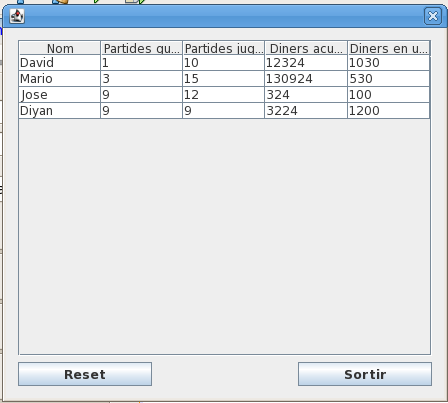 Nom Partides gu... Partides jug... Diners acu... Diners en u...
David 1 10 12324 1030
Mario 3 15 130924 530
Jose 9 12 324 100
Diyan 9 9 3224 1200
Reset Sortir